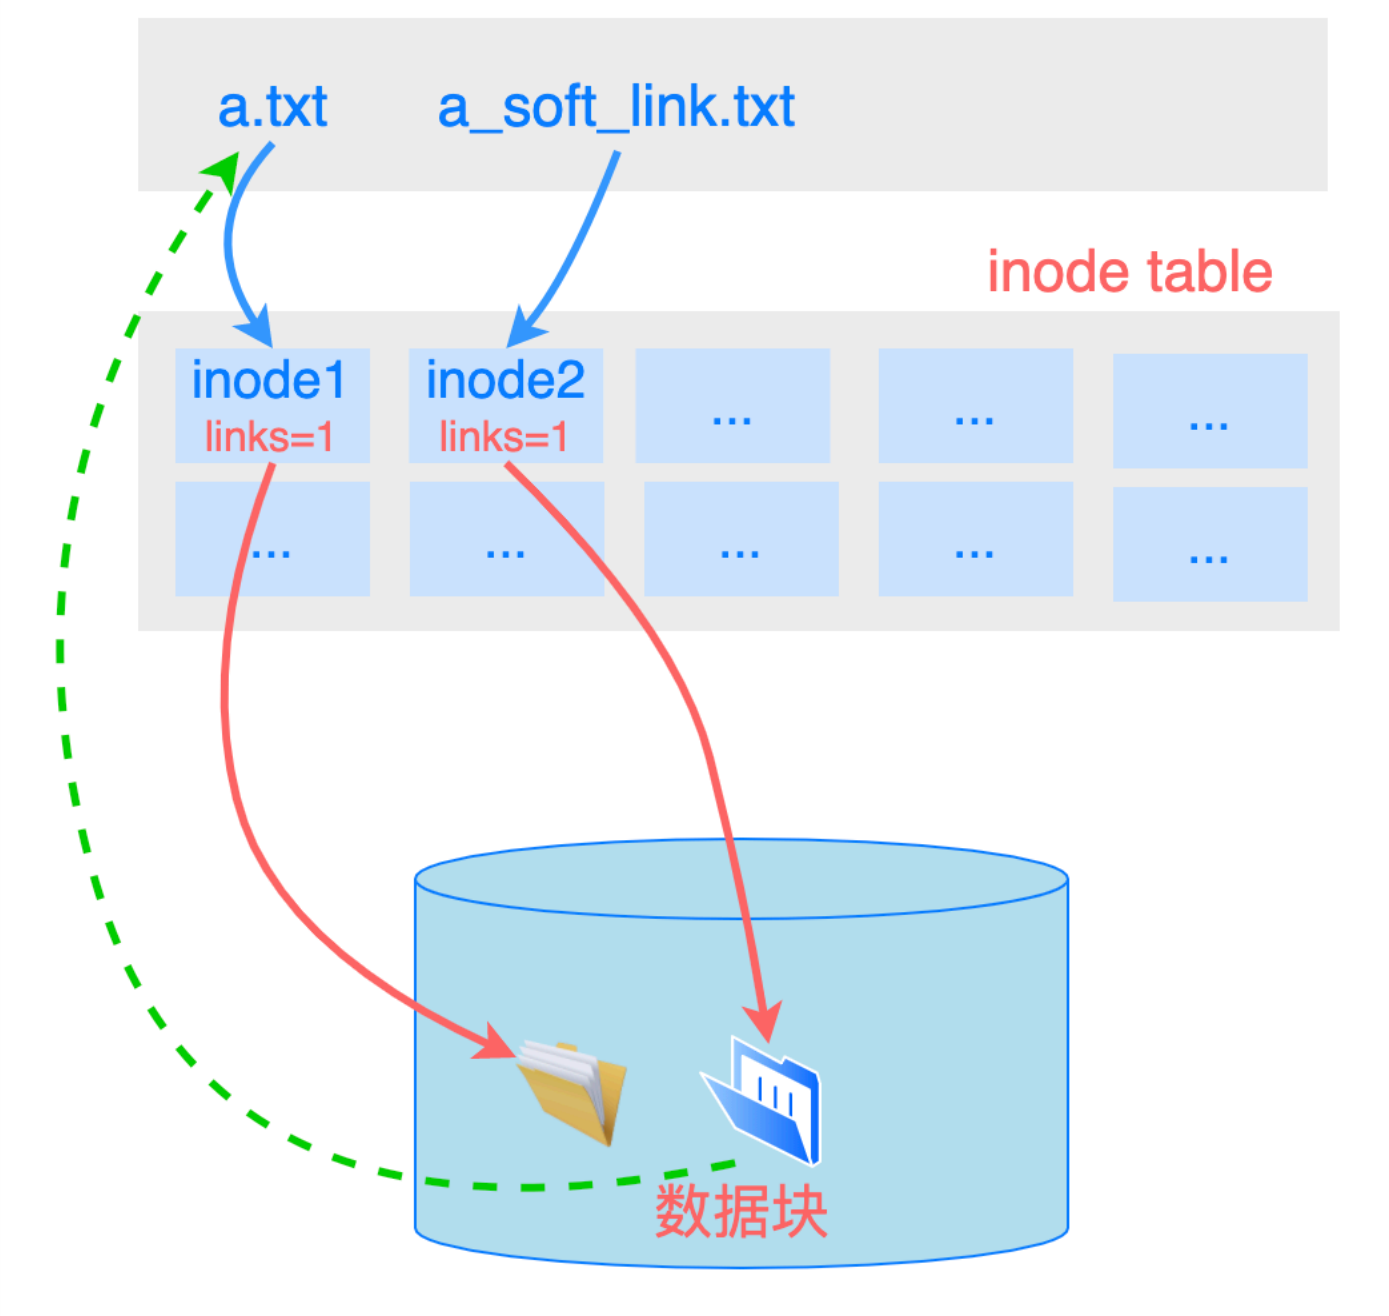 a.txt a_soft_link.txt
inode table
inode1 inode2 ... ... ...
links=1 links=1
... ... ... ... ...
数据块